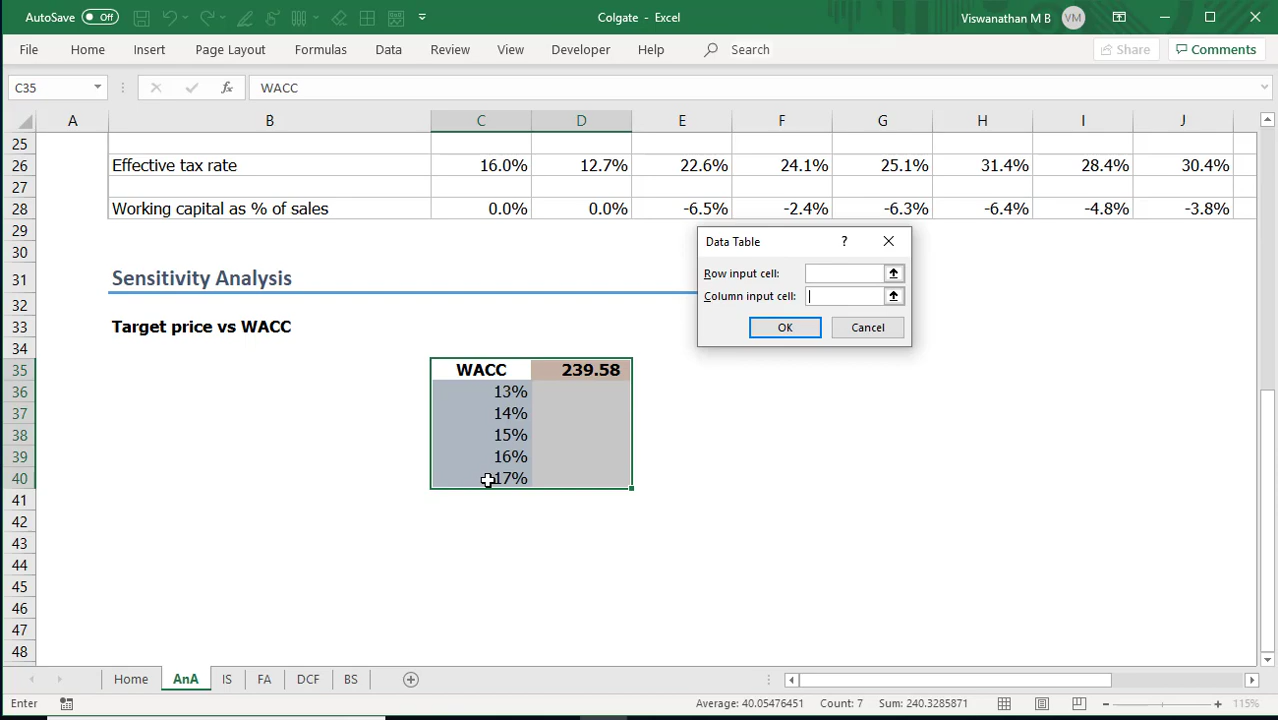 AutoSave Off Colgate - Excel Viswanathan M B VM
File Home Insert Page Layout Formulas Data Review View Developer Help Search Share Comments
C35 fx WACC
A B C D E F G H I J
25
26 Effective tax rate 16.0% 12.7% 22.6% 24.1% 25.1% 31.4% 28.4% 30.4%
27
28 Working capital as % of sales 0.0% 0.0% -6.5% -2.4% -6.3% -6.4% -4.8% -3.8%
29
30
Data Table ?
31 Sensitivity Analysis
Row input cell:
32
Column input cell:
33 Target price vs WACC
OK Cancel
34
35 WACC 239.58
36 13%
37 14%
38 15%
39 16%
40 17%
41
42
43
44
45
46
47
48
Home AnA IS FA DCF BS
Enter Average: 40.05476451 Count: 7 Sum: 240.3285871 115%